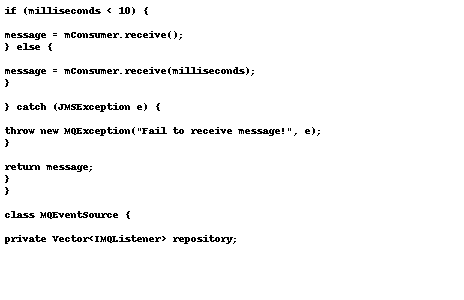 if (milliseconds < 10) {
message = mConsumer.receive();
} else {
message = mConsumer.receive(milliseconds);
}
} catch (JMSException e) {
throw new MQException("Fail to receive message!", e);
}
return message;
}
}
class MQEventSource {
private Vector<IMQListener> repository;